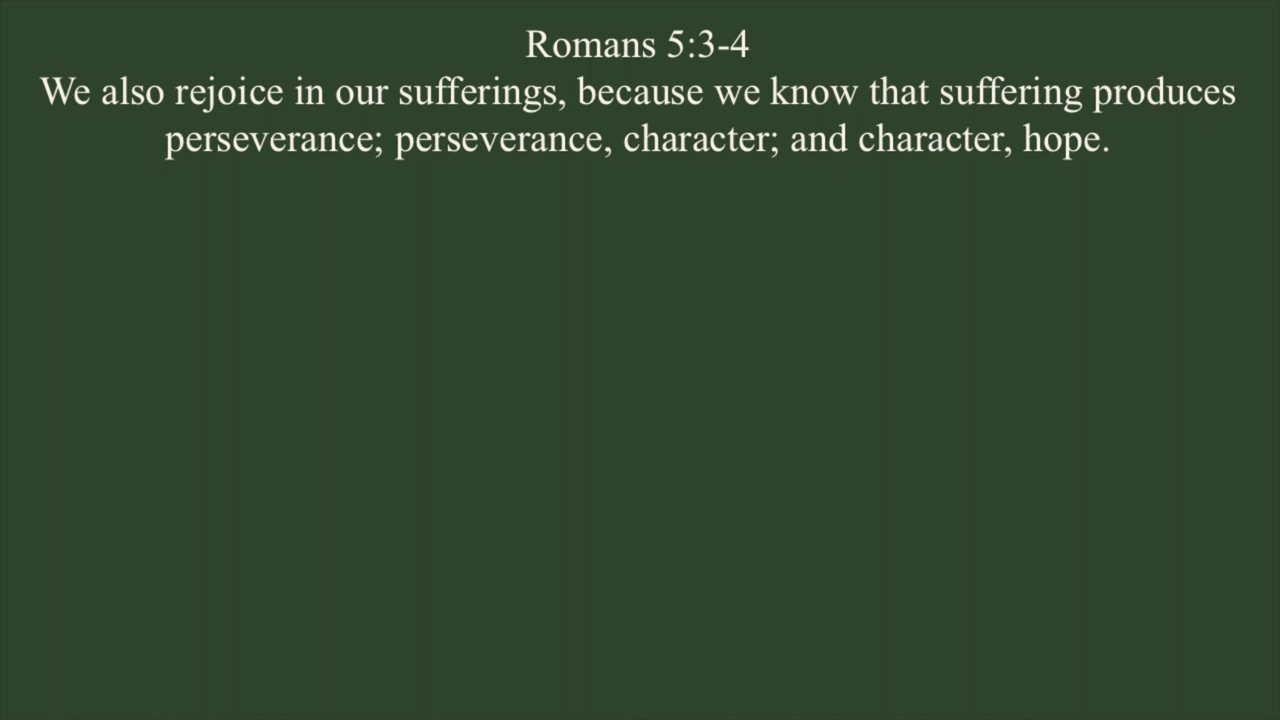 Romans 5:3-4
We also rejoice in our sufferings, because we know that suffering produces
perseverance; perseverance, character; and character, hope.